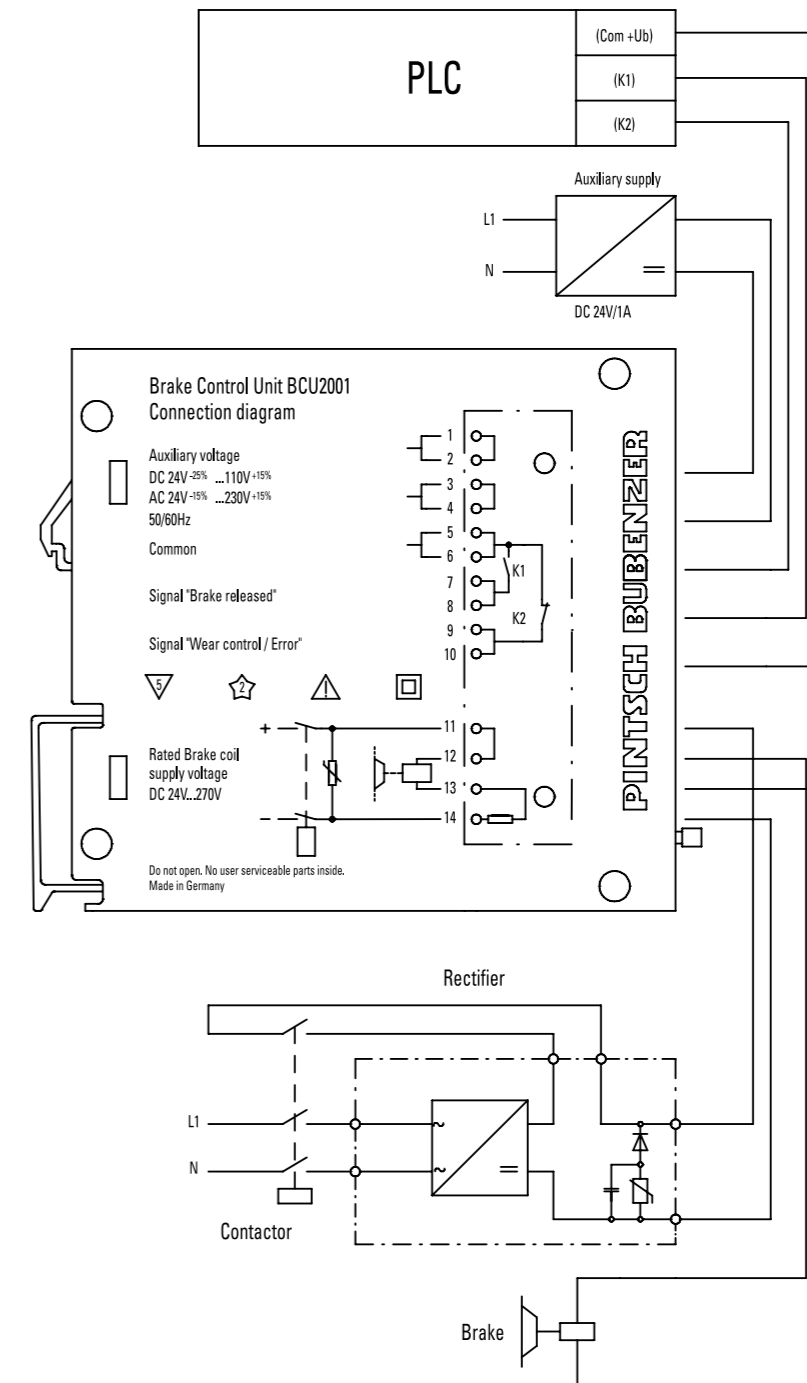 (Com +Ub)
PLC
(K1)
(K2)
Auxiliary supply
L1
N
DC 24V/1A
Brake Control Unit BCU2001
Connection diagram
Auxiliary voltage
DC 24V -25% ...110V +15%
AC 24V -15% ...230V +15%
50/60Hz
Common
Signal "Brake released"
Signal "Wear control / Error"
1
2
3
4
5
6
7
8
9
10
K1
K2
5
2
!
+
-
Rated Brake coil
supply voltage
DC 24V...270V
11
12
13
14
Do not open. No user serviceable parts inside.
Made in Germany
PINTSCH BUBENZER
Rectifier
L1
N
~
~
Contactor
Brake